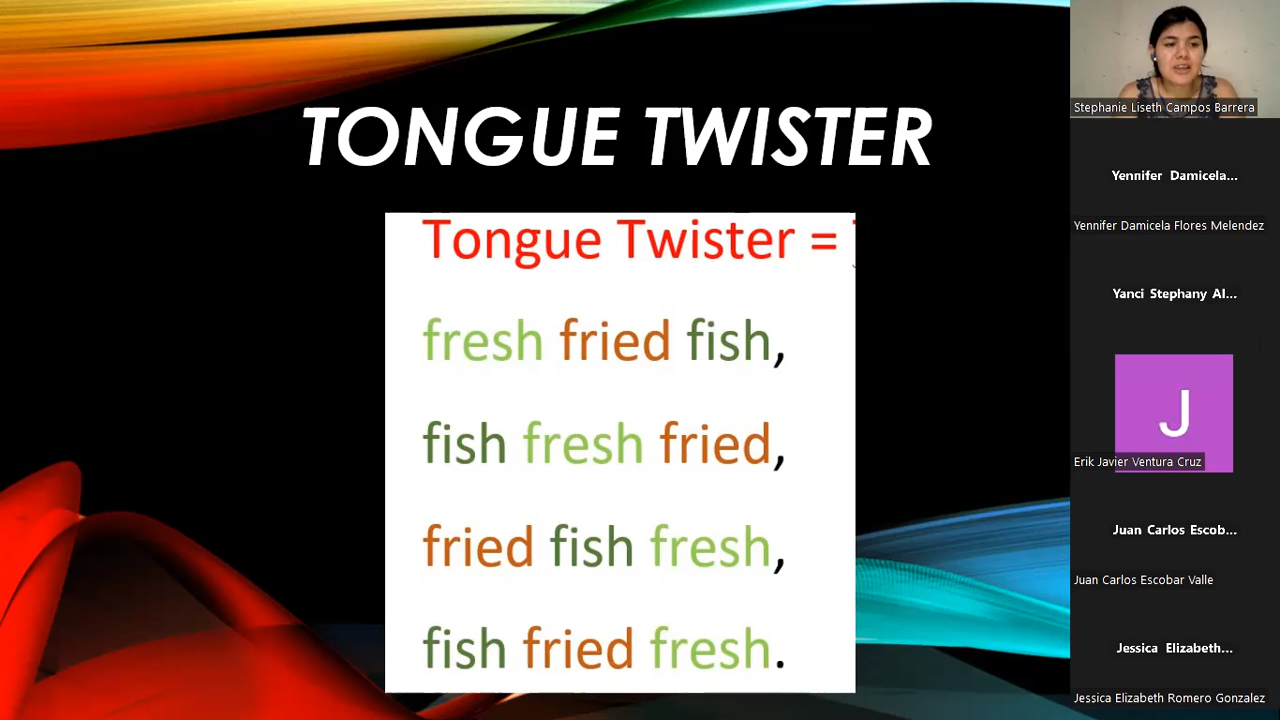 TONGUE TWISTER
Tongue Twister =
fresh fried fish,
fish fresh fried,
fried fish fresh,
fish fried fresh.
Stephanie Liseth Campos Barrera
Yennifer Damicela...
Yennifer Damicela Flores Melendez
Yanci Stephany Al...
J
Erik Javier Ventura Cruz
Juan Carlos Escob...
Juan Carlos Escobar Valle
Jessica Elizabeth...
Jessica Elizabeth Romero Gonzalez